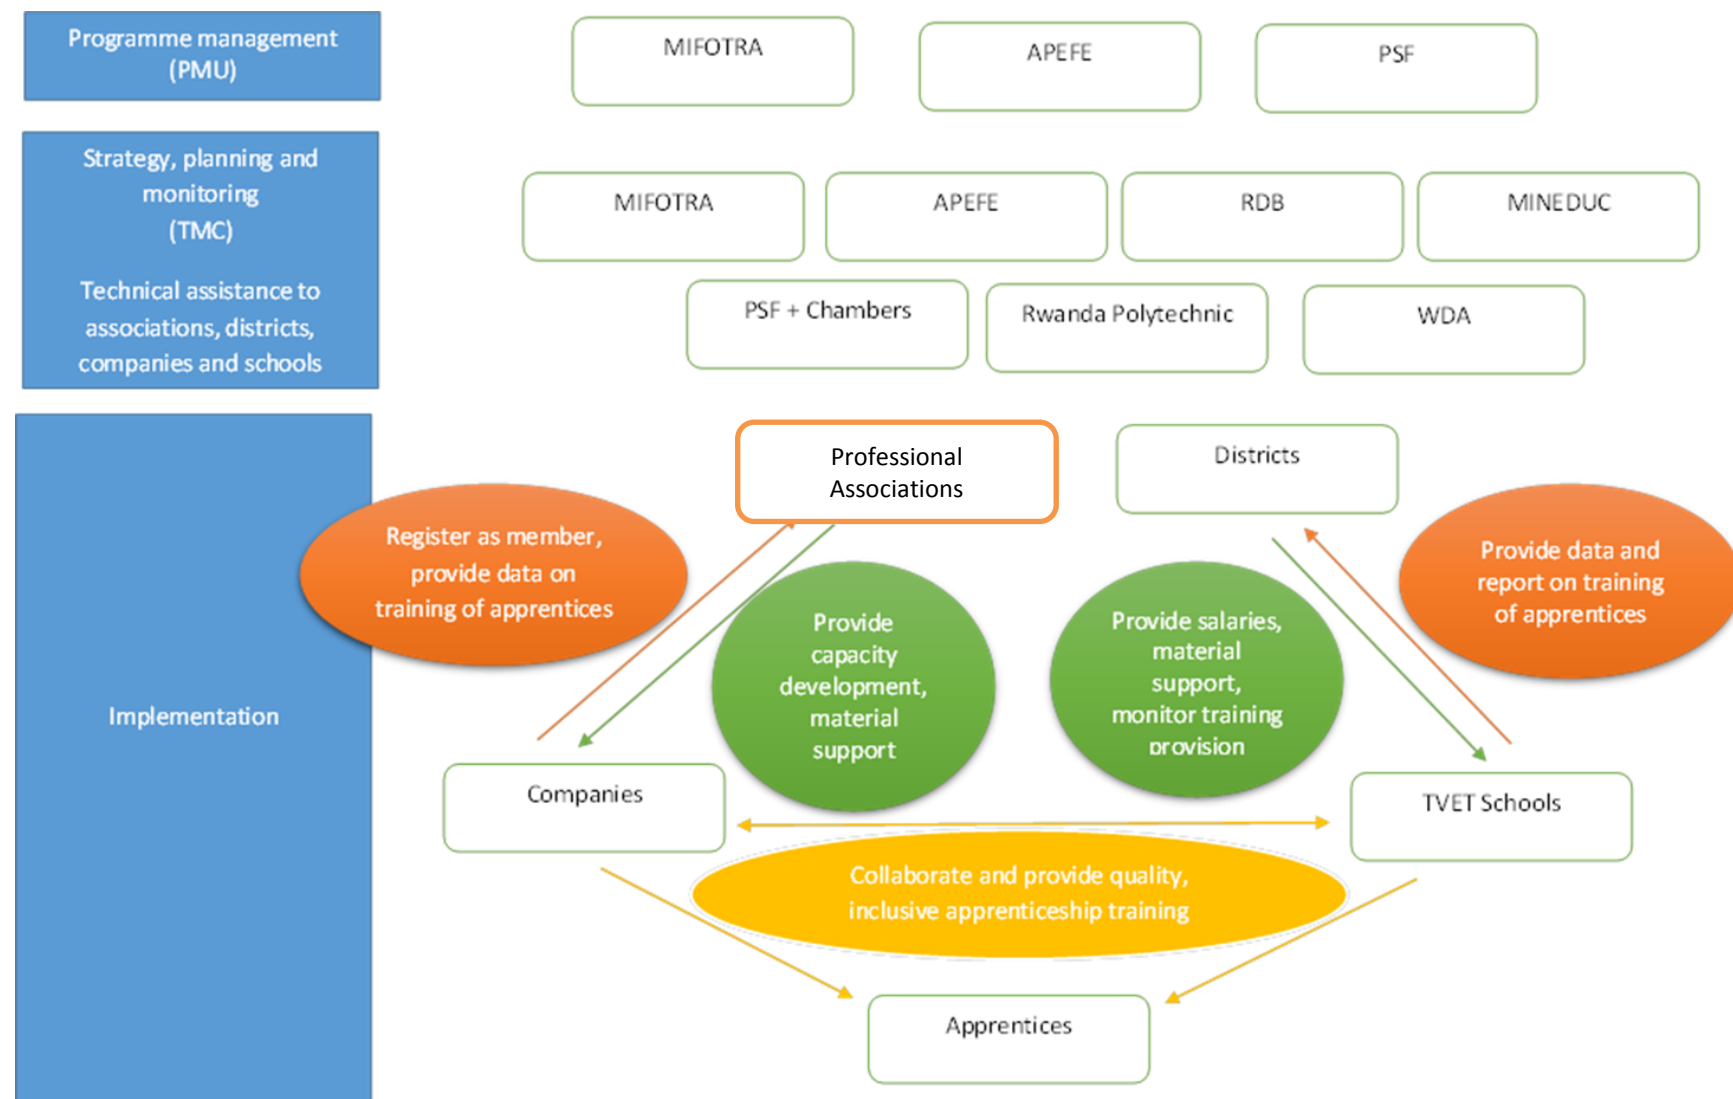 Programme management
(PMU)
MIFOTRA
APEFE
PSF
Strategy, planning and
monitoring
(TMC)
Technical assistance to
associations, districts,
companies and schools
MIFOTRA
APEFE
RDB
MINEDUC
PSF + Chambers
Rwanda Polytechnic
WDA
Implementation
Professional
Associations
Districts
Register as member,
provide data on
training of apprentices
Provide
capacity
development,
material
support
Provide salaries,
material
support,
monitor training
provision
Provide data and
report on training
of apprentices
Companies
TVET Schools
Collaborate and provide quality,
inclusive apprenticeship training
Apprentices